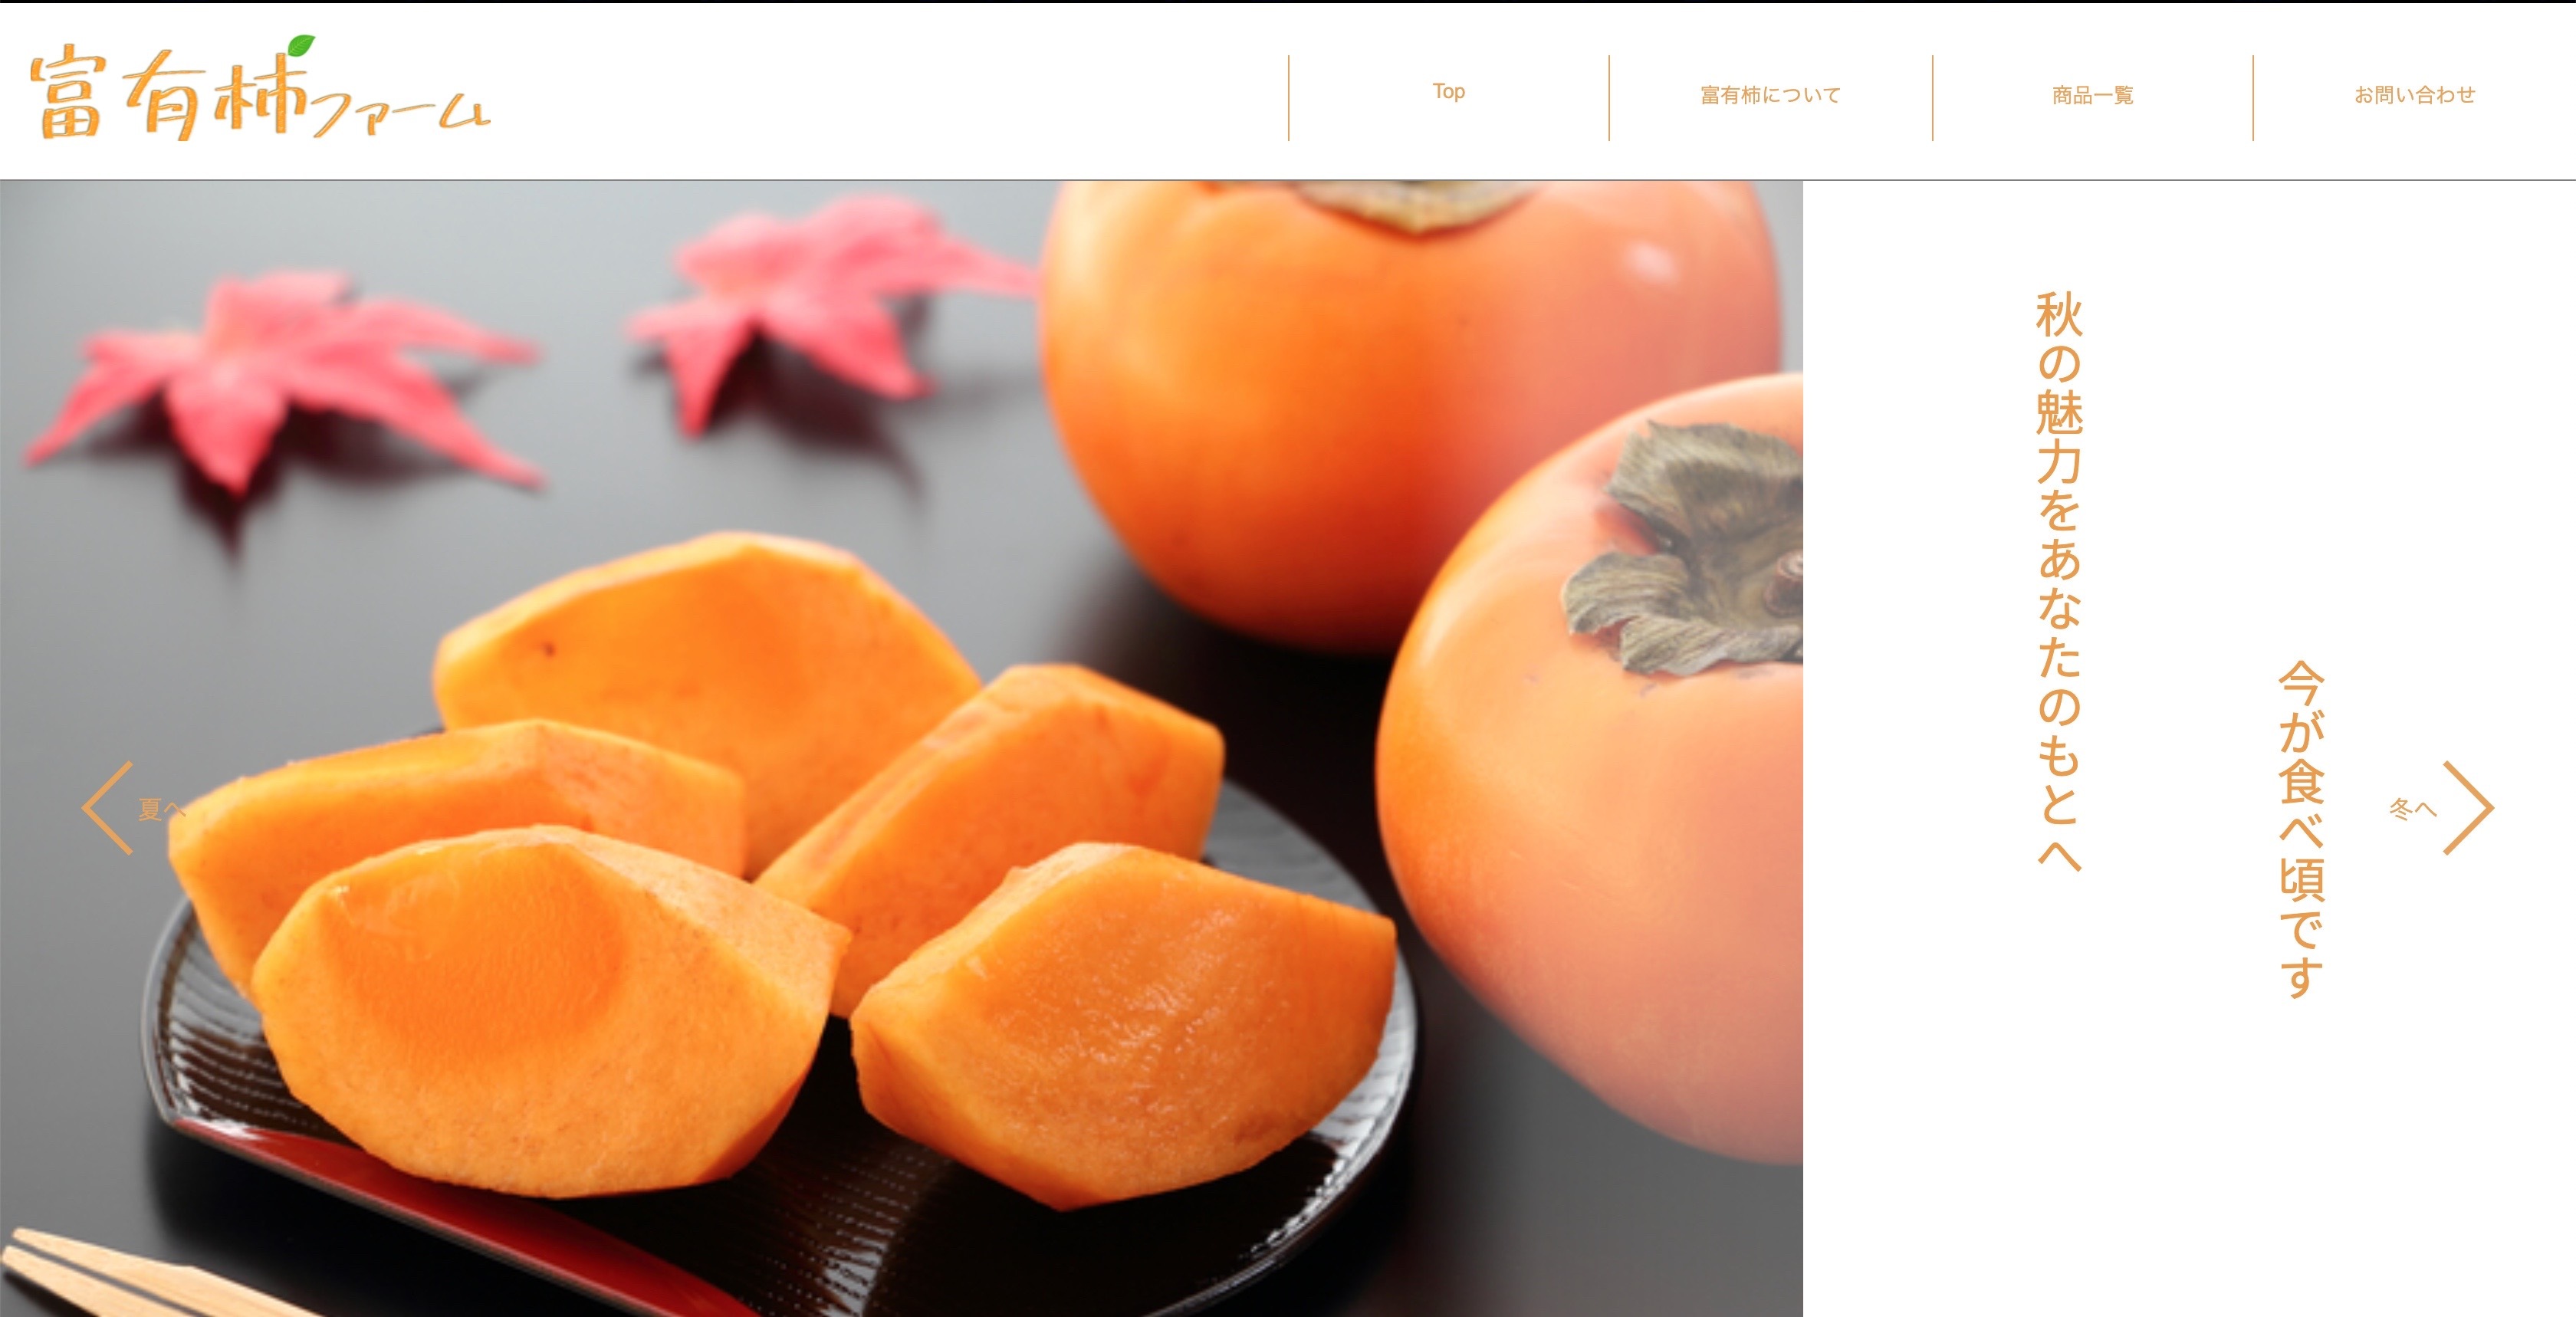 富有柿ファーム
Top
富有柿について
商品一覧
お問い合わせ
今が食べ頃です
秋の魅力をあなたのもとへ
夏へ
冬へ